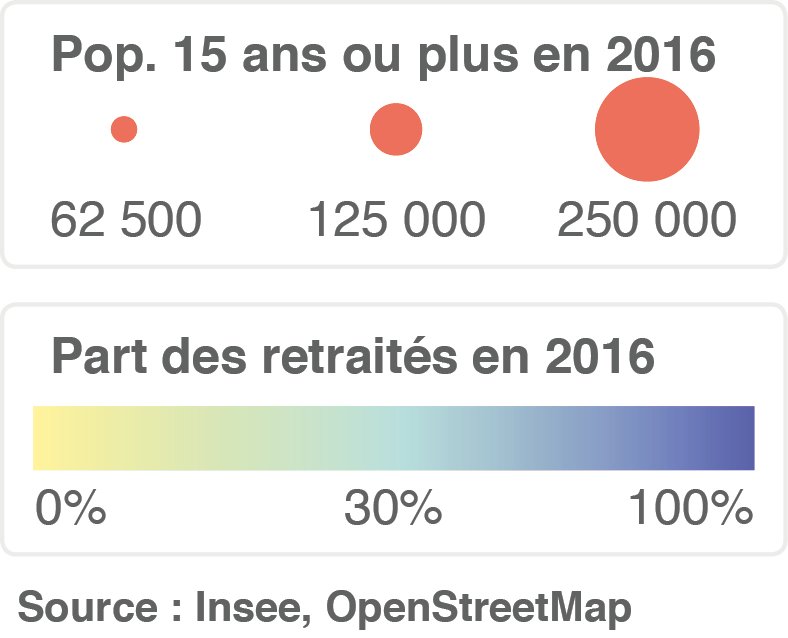 Pop. 15 ans ou plus en 2016
62 500 125 000 250 000
Part des retraités en 2016
0% 30% 100%
Source : Insee, OpenStreetMap